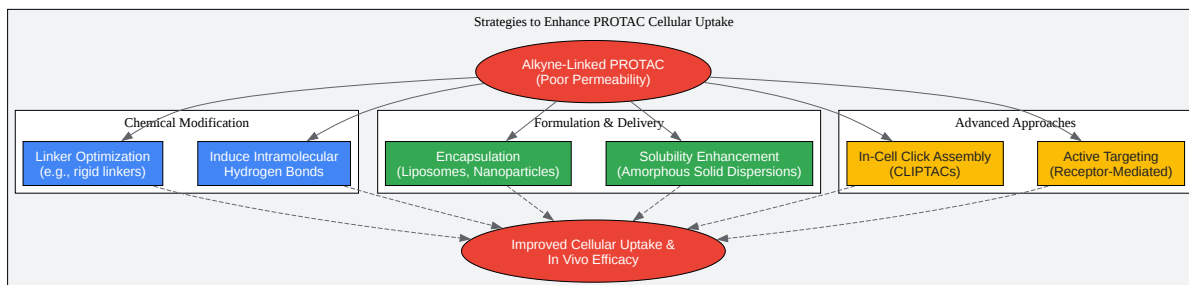 Strategies to Enhance PROTAC Cellular Uptake
Alkyne-Linked PROTAC
(Poor Permeability)
Chemical Modification
Linker Optimization
(e.g., rigid linkers)
Induce Intramolecular
Hydrogen Bonds
Formulation & Delivery
Encapsulation
(Liposomes, Nanoparticles)
Solubility Enhancement
(Amorphous Solid Dispersions)
Advanced Approaches
In-Cell Click Assembly
(CLIPTACs)
Active Targeting
(Receptor-Mediated)
Improved Cellular Uptake &
In Vivo Efficacy